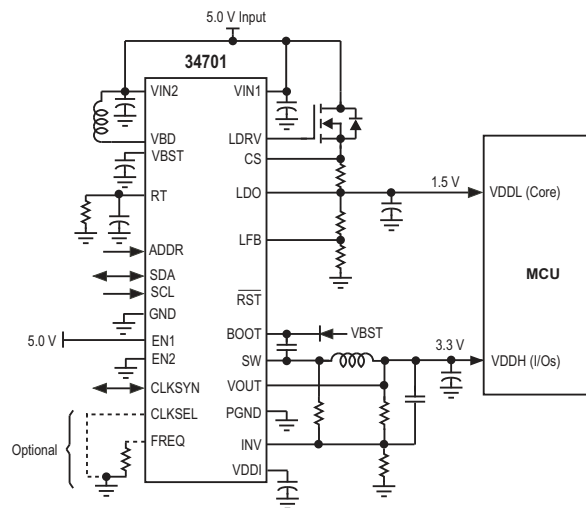 5.0 V Input
34701
VIN2
VIN1
VBD
LDRV
VBST
CS
RT
LDO
1.5 V
VDDL (Core)
ADDR
LFB
SDA
MCU
SCL
RST
GND
5.0 V
EN1
BOOT
VBST
EN2
SW
3.3 V
VDDH (I/Os)
CLKSYN
VOUT
CLKSEL
PGND
Optional
FREQ
INV
VDDI